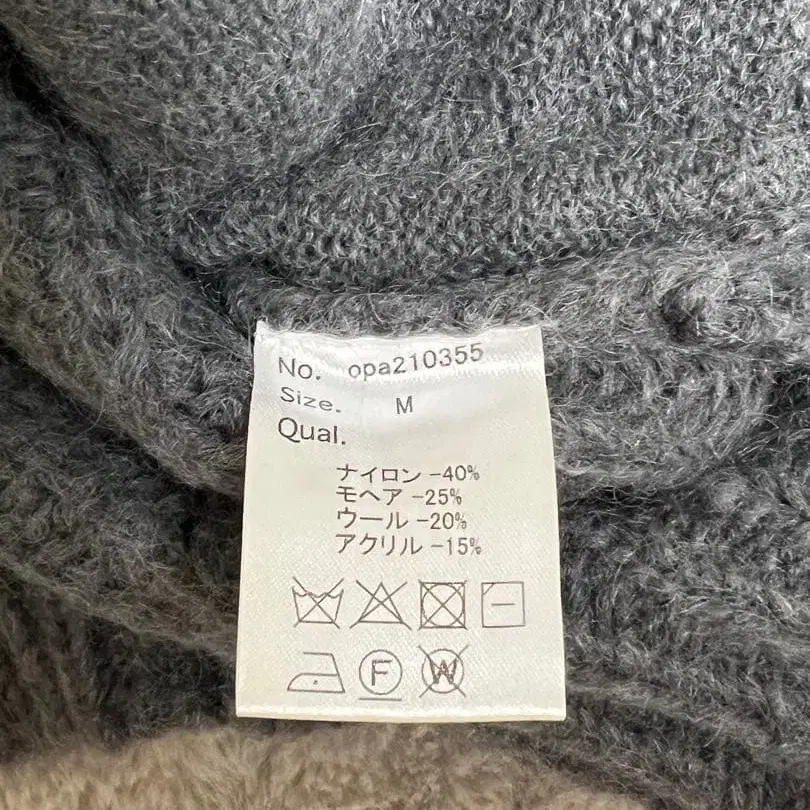 No. opa210355
Size. M
Qual.
ナイロン -40%
モヘア -25%
ウール -20%
アクリル -15%
F W